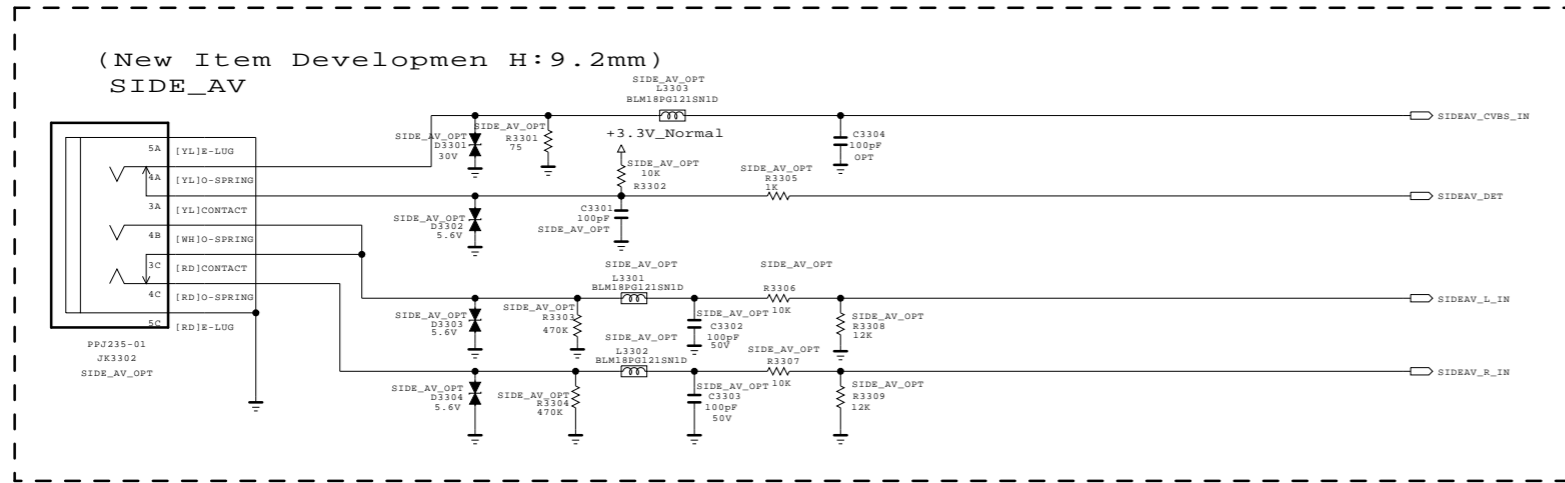 (New Item Developmen H:9.2mm)
SIDE_AV
SIDE_AV_OPT
L3303
BLM18PG121SN1D
SIDE_AV_OPT
D3301
30V
SIDE_AV_OPT
R3301
75
+3.3V_Normal
C3304
100pF
OPT
SIDEAV_CVBS_IN
5A
[YL]E-LUG
4A
[YL]O-SPRING
3A
[YL]CONTACT
4B
[WH]O-SPRING
3C
[RD]CONTACT
4C
[RD]O-SPRING
5C
[RD]E-LUG
PPJ235-01
JK3302
SIDE_AV_OPT
SIDE_AV_OPT
10K
R3302
SIDE_AV_OPT
R3305
1K
SIDEAV_DET
SIDE_AV_OPT
D3302
5.6V
C3301
100pF
SIDE_AV_OPT
SIDE_AV_OPT
L3301
BLM18PG121SN1D
SIDE_AV_OPT
R3306
10K
SIDEAV_L_IN
SIDE_AV_OPT
D3303
5.6V
SIDE_AV_OPT
R3303
470K
SIDE_AV_OPT
C3302
100pF
50V
SIDE_AV_OPT
R3308
12K
SIDE_AV_OPT
L3302
BLM18PG121SN1D
SIDE_AV_OPT
R3307
10K
SIDEAV_R_IN
SIDE_AV_OPT
D3304
5.6V
SIDE_AV_OPT
R3304
470K
SIDE_AV_OPT
C3303
100pF
50V
SIDE_AV_OPT
R3309
12K